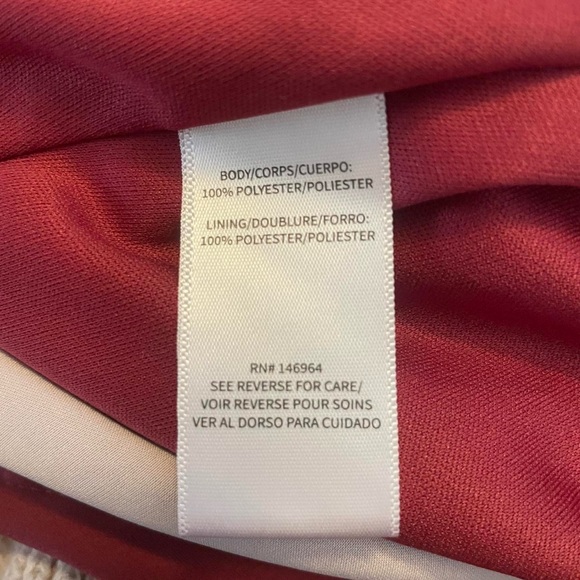 BODY/CORPS/CUERPO:
100% POLYESTER/POLIESTER
LINING/DOUBLURE/FORRO:
100% POLYESTER/POLIESTER
RN# 146964
SEE REVERSE FOR CARE/
VOIR REVERSE POUR SOINS
VER AL DORSO PARA CUIDADO